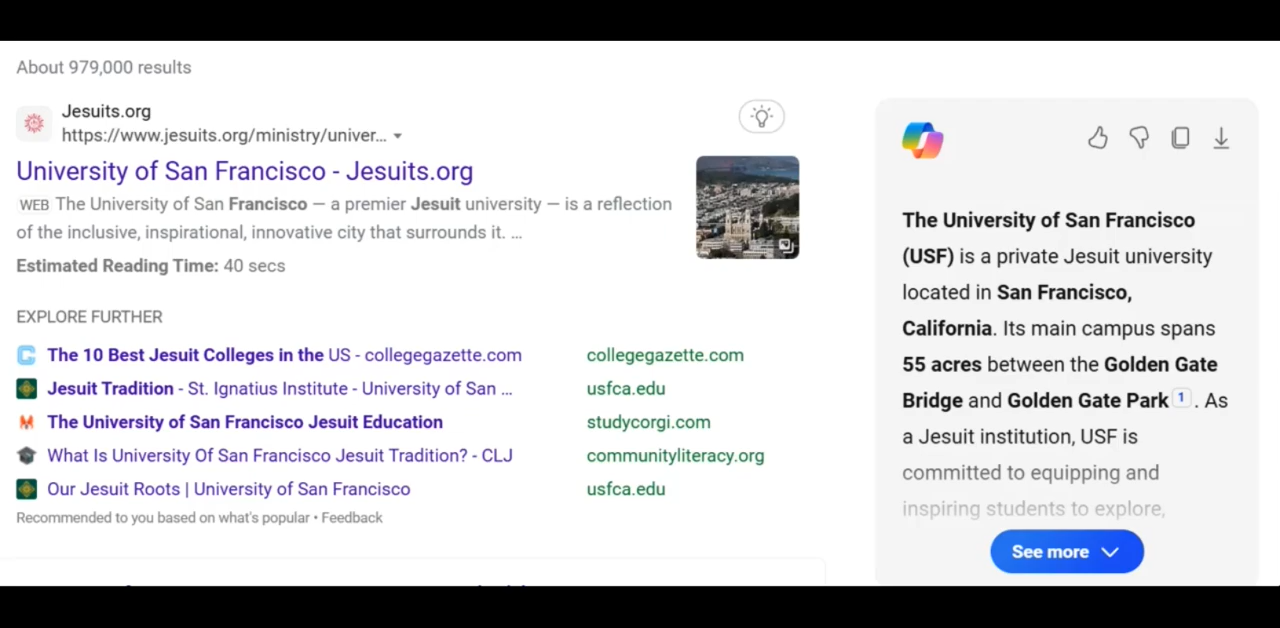 About 979,000 results
Jesuits.org
https://www.jesuits.org/ministry/univer...
University of San Francisco - Jesuits.org
WEB The University of San Francisco — a premier Jesuit university — is a reflection
of the inclusive, inspirational, innovative city that surrounds it. ...
Estimated Reading Time: 40 secs
EXPLORE FURTHER
The 10 Best Jesuit Colleges in the US - collegegazette.com collegegazette.com
Jesuit Tradition - St. Ignatius Institute - University of San ... usfca.edu
The University of San Francisco Jesuit Education studycorgi.com
What Is University Of San Francisco Jesuit Tradition? - CLJ communityliteracy.org
Our Jesuit Roots | University of San Francisco usfca.edu
Recommended to you based on what's popular • Feedback
The University of San Francisco
(USF) is a private Jesuit university
located in San Francisco,
California. Its main campus spans
55 acres between the Golden Gate
Bridge and Golden Gate Park 1 . As
a Jesuit institution, USF is
committed to equipping and
inspiring students to explore,
See more